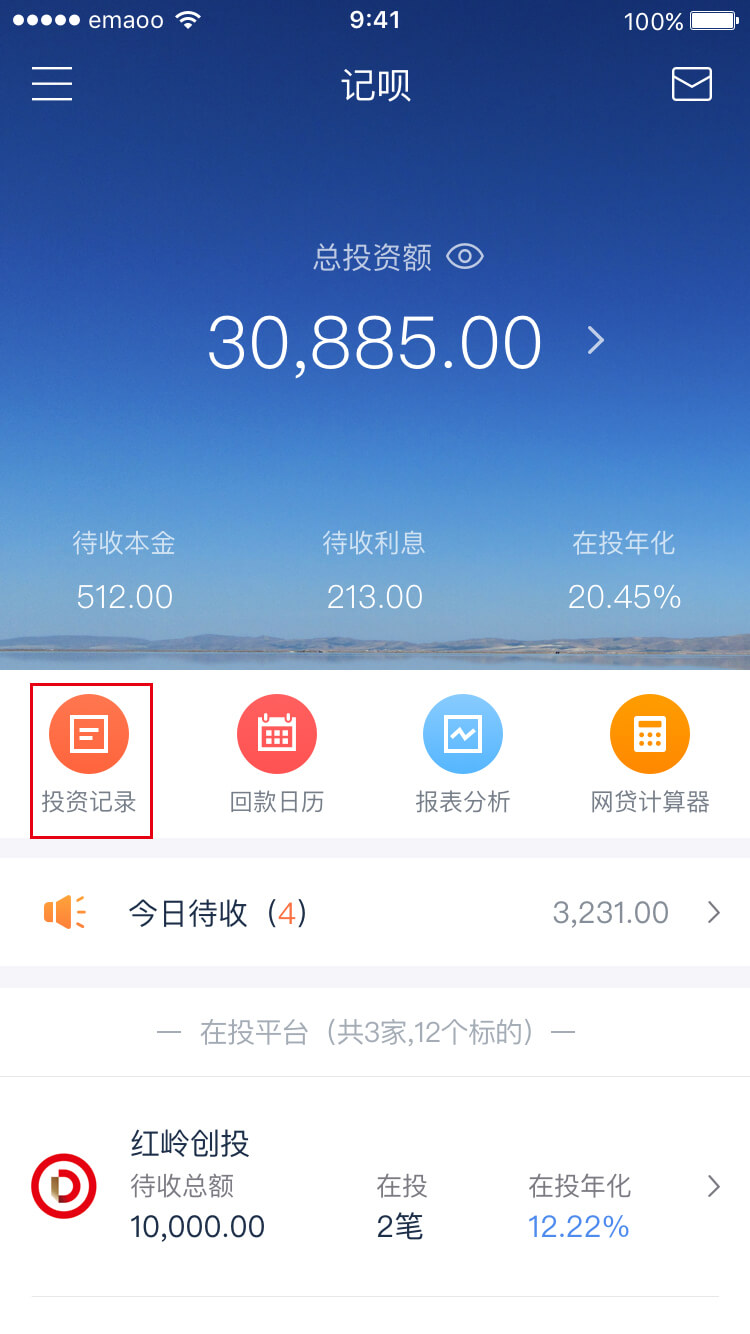 emaoo 9:41 100%
记呗
总投资额
30,885.00
待收本金 待收利息 在投年化
512.00 213.00 20.45%
投资记录 回款日历 报表分析 网贷计算器
今日待收（4） 3,231.00
— 在投平台（共3家,12个标的） —
红岭创投
待收总额 在投 在投年化
10,000.00 2笔 12.22%